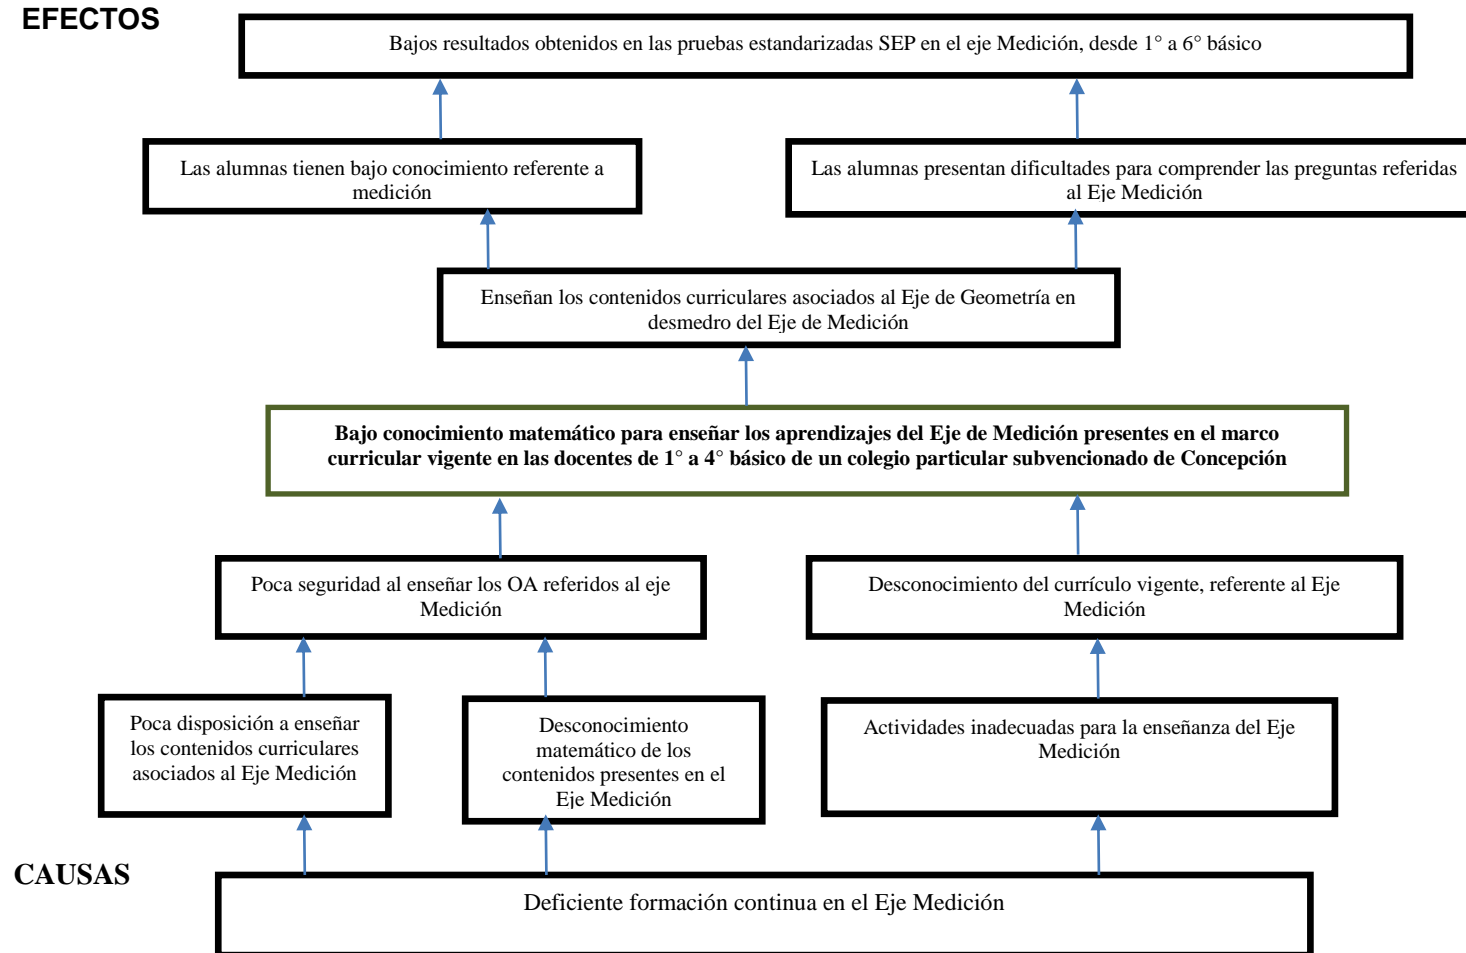 EFECTOS
Bajos resultados obtenidos en las pruebas estandarizadas SEP en el eje Medición, desde 1° a 6° básico
Las alumnas tienen bajo conocimiento referente a
medición
Las alumnas presentan dificultades para comprender las preguntas referidas
al Eje Medición
Enseñan los contenidos curriculares asociados al Eje de Geometría en
desmedro del Eje de Medición
Bajo conocimiento matemático para enseñar los aprendizajes del Eje de Medición presentes en el marco
curricular vigente en las docentes de 1° a 4° básico de un colegio particular subvencionado de Concepción
Poca seguridad al enseñar los OA referidos al eje
Medición
Desconocimiento del currículo vigente, referente al Eje
Medición
Poca disposición a enseñar
los contenidos curriculares
asociados al Eje Medición
Desconocimiento
matemático de los
contenidos presentes en el
Eje Medición
Actividades inadecuadas para la enseñanza del Eje
Medición
CAUSAS
Deficiente formación continua en el Eje Medición